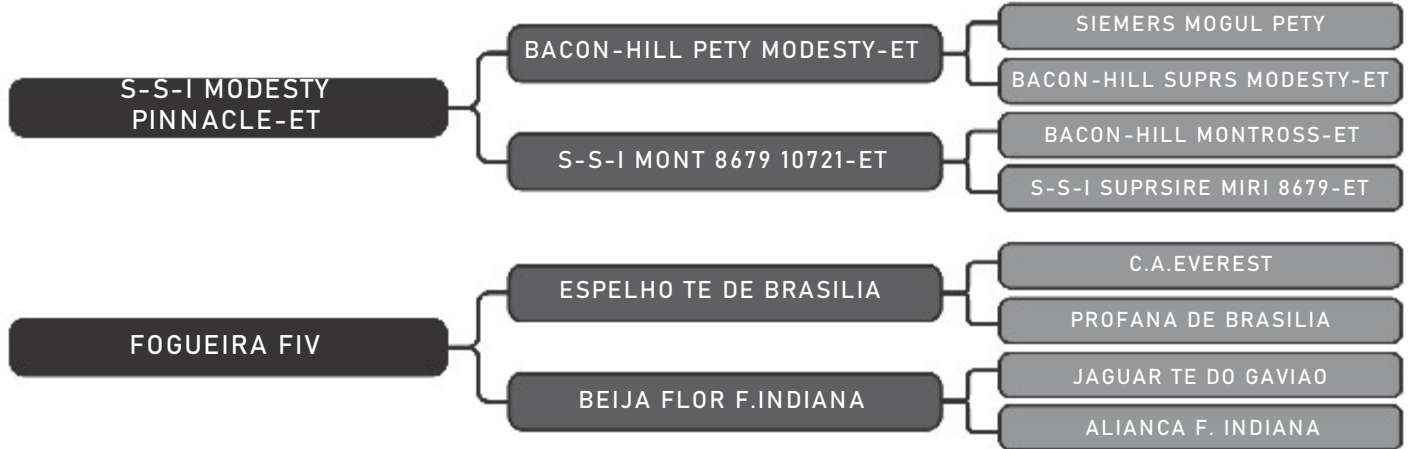 SIEMERS MOGUL PETY
BACON-HILL PETY MODESTY-ET
BACON-HILL SUPRS MODESTY-ET
S-S-I MODESTY
PINNACLE-ET
BACON-HILL MONTROSS-ET
S-S-I MONT 8679 10721-ET
S-S-I SUPRSIRE MIRI 8679-ET
C.A.EVEREST
ESPELHO TE DE BRASILIA
PROFANA DE BRASILIA
FOGUEIRA FIV
JAGUAR TE DO GAVIAO
BEIJA FLOR F.INDIANA
ALIANCA F. INDIANA